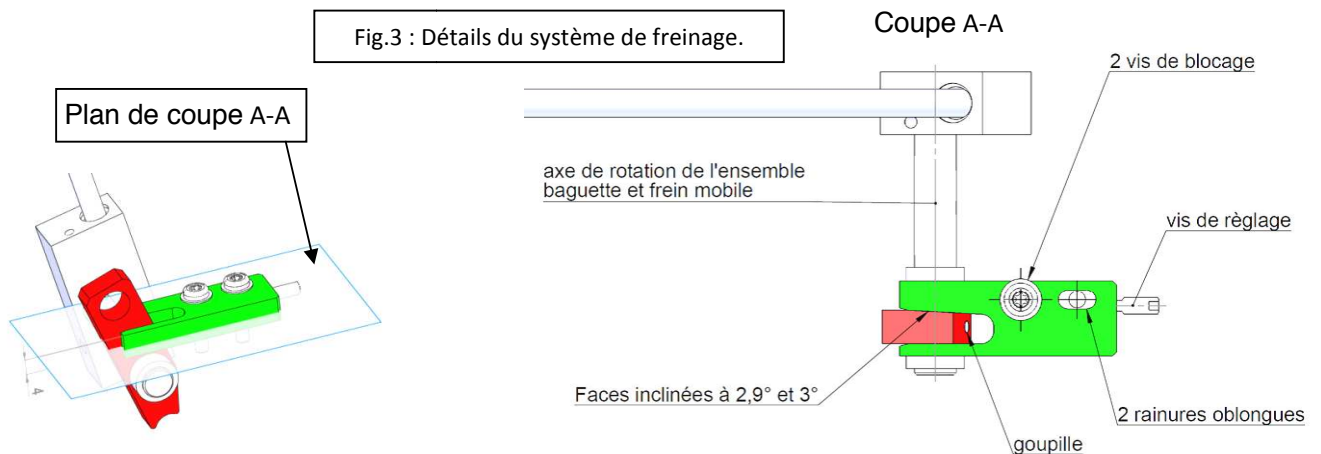 Fig.3 : Détails du système de freinage.
Coupe A-A
2 vis de blocage
Plan de coupe A-A
axe de rotation de l'ensemble
baguette et frein mobile
vis de règlage
A
Faces inclinées à 2,9° et 3°
2 rainures oblongues
goupille